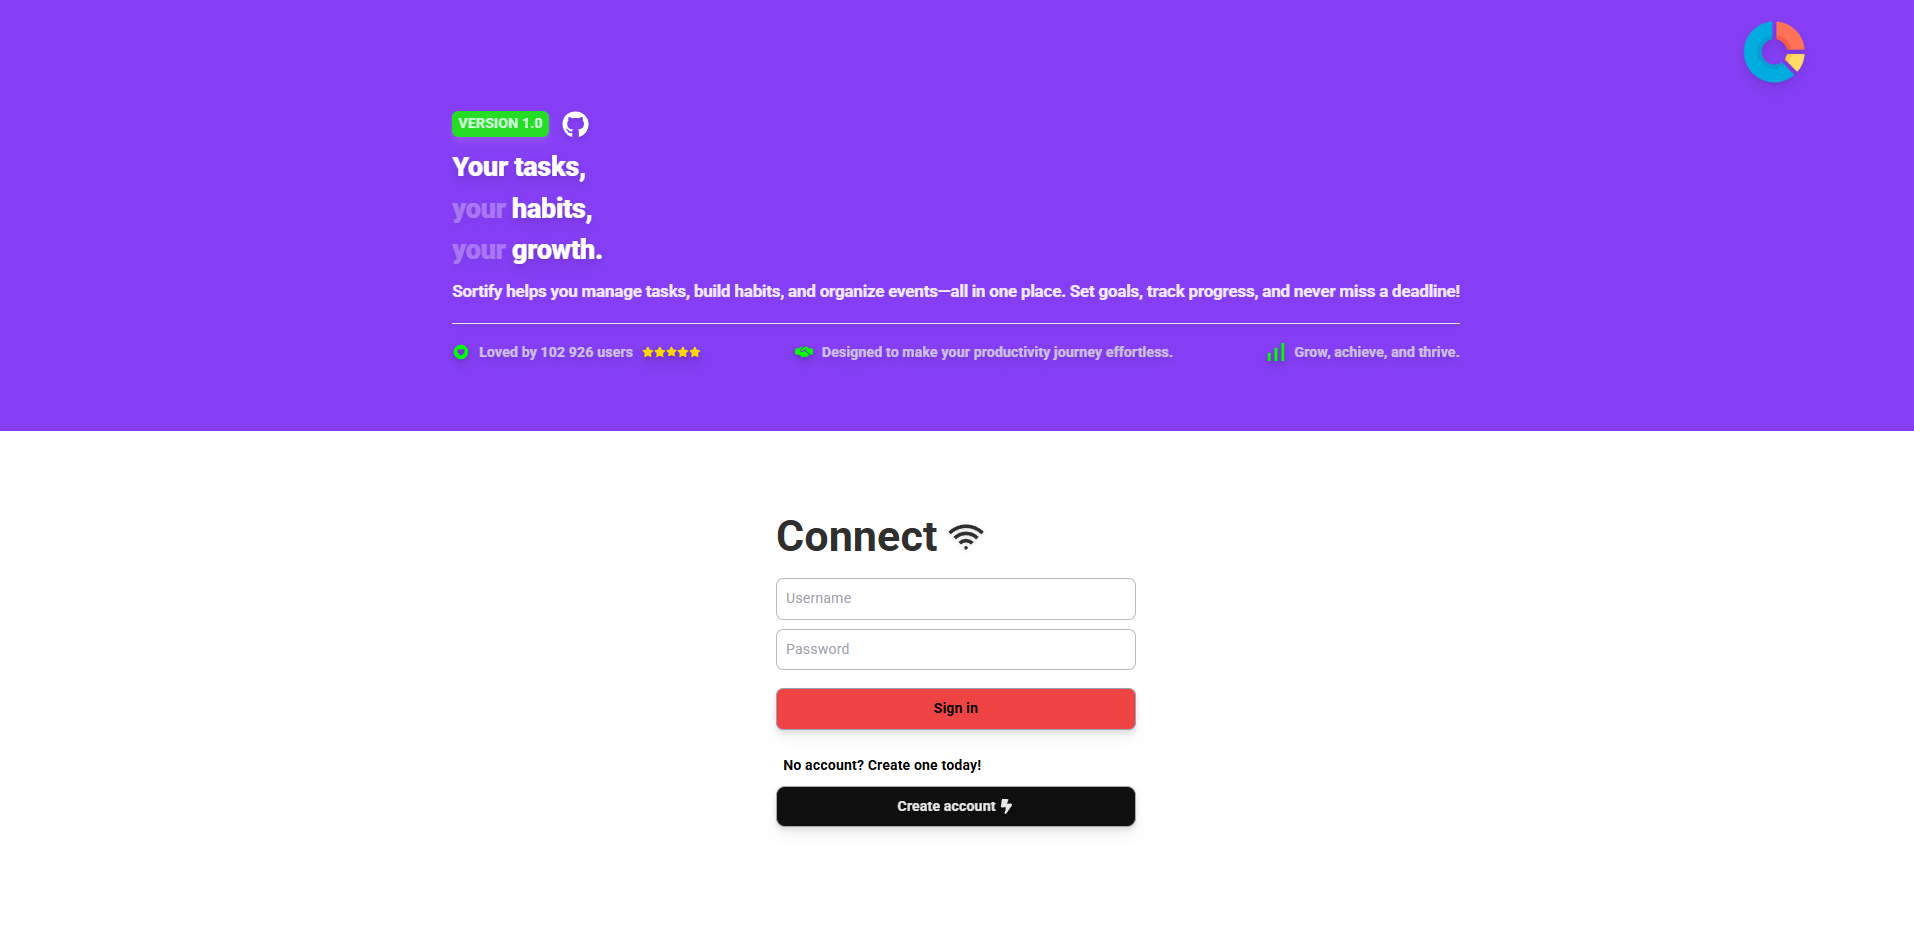 VERSION 1.0
Your tasks,
your habits,
your growth.
Sortify helps you manage tasks, build habits, and organize events—all in one place. Set goals, track progress, and never miss a deadline!
Loved by 102 926 users
Designed to make your productivity journey effortless.
Grow, achieve, and thrive.
Connect
Username
Password
Sign in
No account? Create one today!
Create account